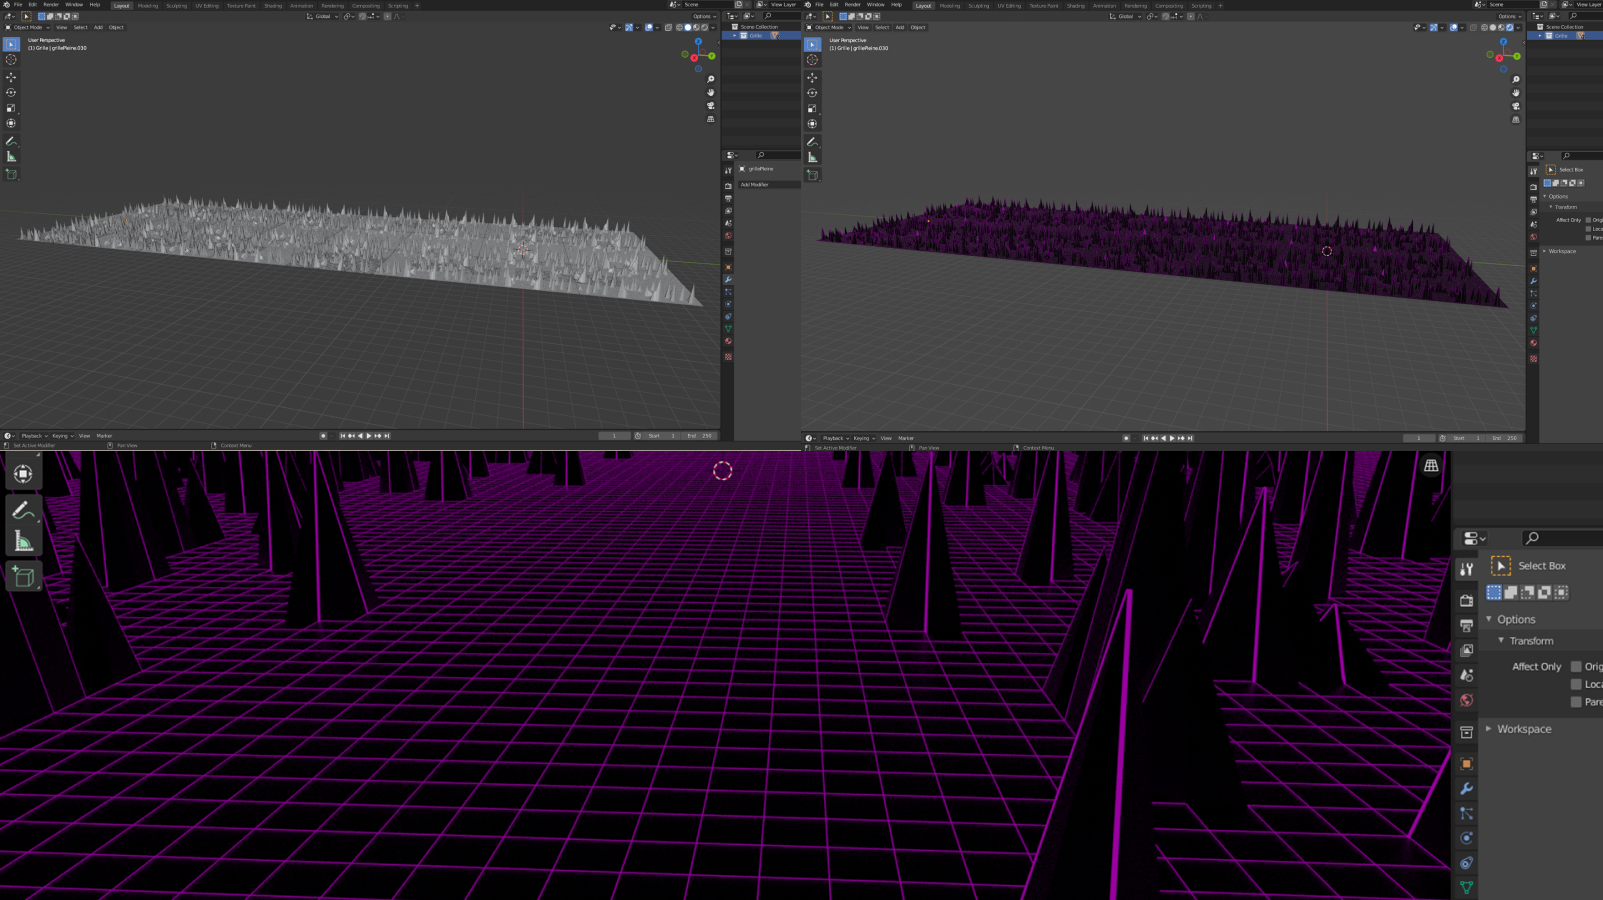 File Edit Render Window Help Layout Modeling Sculpting UV Editing Texture Paint Shading Animation Rendering Compositing Scripting Scene View Layer
Global Options
Object Mode View Select Add Object
User Perspective
(1) Grille | grillePleine.030
Scene Collection
Grille
grillePleine
Add Modifier
Playback Keying View Marker 1 Start 1 End 250
Set Active Modifier Pan View Context Menu
File Edit Render Window Help Layout Modeling Sculpting UV Editing Texture Paint Shading Animation Rendering Compositing Scripting Scene View Layer
Global Options
Object Mode View Select Add Object
User Perspective
(1) Grille | grillePleine.030
Scene Collection
Grille
Select Box
Options
Transform
Affect Only Orig
Loca
Pare
Workspace
Playback Keying View Marker 1 Start 1 End 250
Set Active Modifier Pan View Context Menu
Select Box
Options
Transform
Affect Only Orig
Loca
Pare
Workspace